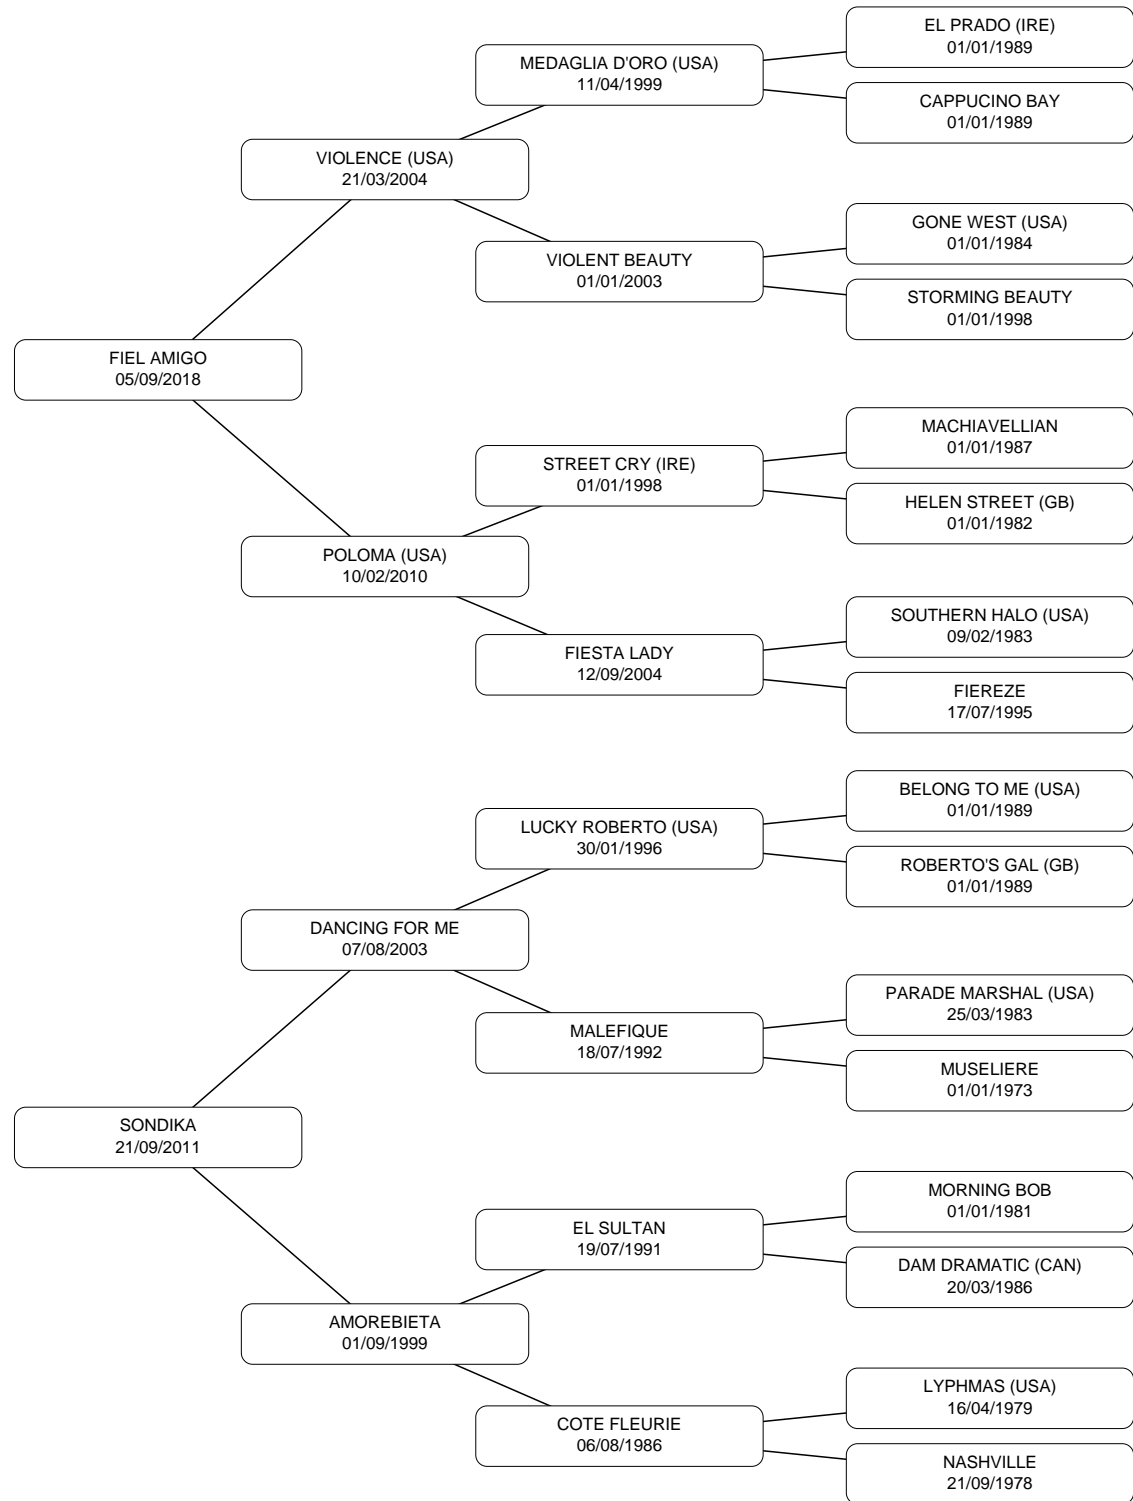 EL PRADO (IRE)
01/01/1989
MEDAGLIA D'ORO (USA)
11/04/1999
CAPPUCINO BAY
01/01/1989
VIOLENCE (USA)
21/03/2004
GONE WEST (USA)
01/01/1984
VIOLENT BEAUTY
01/01/2003
STORMING BEAUTY
01/01/1998
FIEL AMIGO
05/09/2018
MACHIAVELLIAN
01/01/1987
STREET CRY (IRE)
01/01/1998
HELEN STREET (GB)
01/01/1982
POLOMA (USA)
10/02/2010
SOUTHERN HALO (USA)
09/02/1983
FIESTA LADY
12/09/2004
FIEREZE
17/07/1995
BELONG TO ME (USA)
01/01/1989
LUCKY ROBERTO (USA)
30/01/1996
ROBERTO'S GAL (GB)
01/01/1989
DANCING FOR ME
07/08/2003
PARADE MARSHAL (USA)
25/03/1983
MALEFIQUE
18/07/1992
MUSELIERE
01/01/1973
SONDIKA
21/09/2011
MORNING BOB
01/01/1981
EL SULTAN
19/07/1991
DAM DRAMATIC (CAN)
20/03/1986
AMOREBIETA
01/09/1999
LYPHMAS (USA)
16/04/1979
COTE FLEURIE
06/08/1986
NASHVILLE
21/09/1978